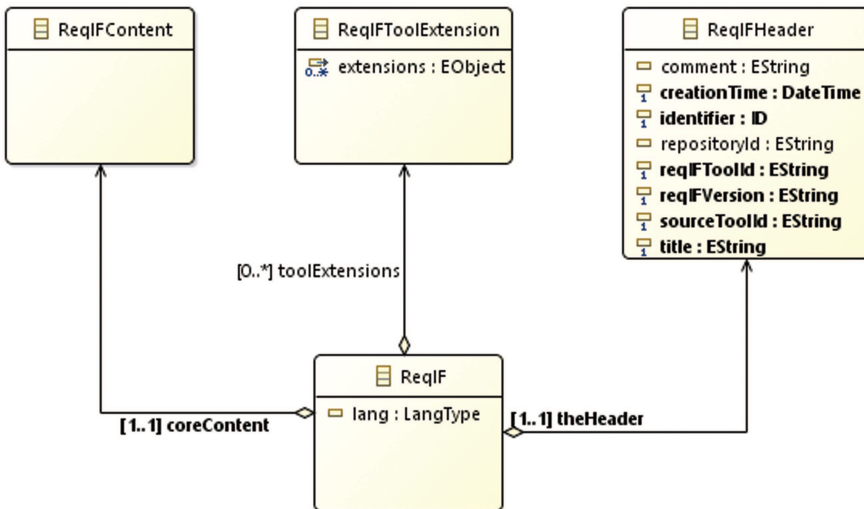 ReqIFContent
ReqIFToolExtension
0..*
extensions : EObject
ReqIFHeader
comment : EString
1 creationTime : DateTime
1 identifier : ID
repositoryId : EString
1 reqIFToolId : EString
1 reqIFVersion : EString
1 sourceToolId : EString
1 title : EString
[0..*] toolExtensions
ReqIF
lang : LangType
[1..1] coreContent
[1..1] theHeader